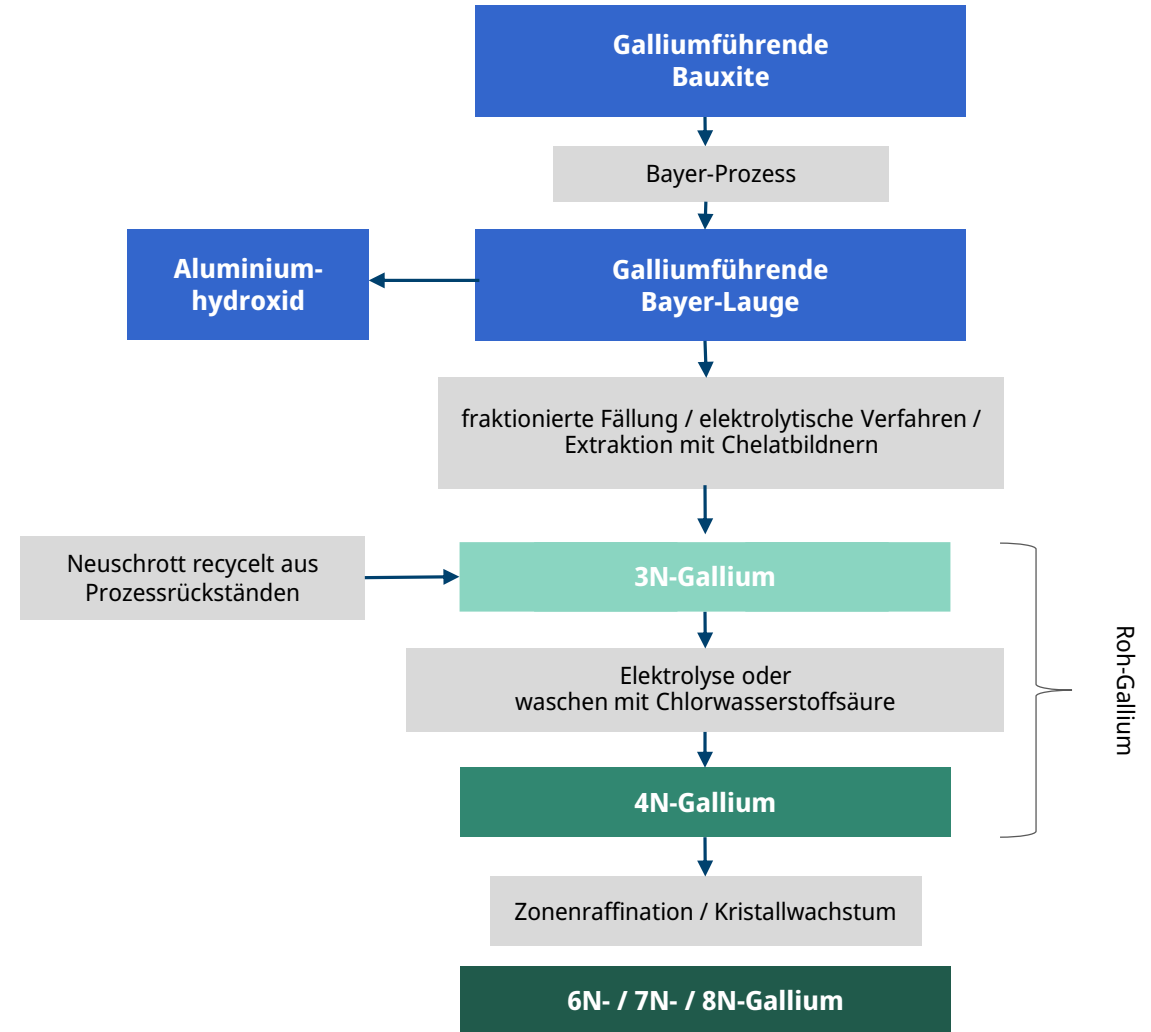 Galliumführende
Bauxite
Bayer-Prozess
Aluminium-
hydroxid
Galliumführende
Bayer-Lauge
fraktionierte Fällung / elektrolytische Verfahren /
Extraktion mit Chelatbildnern
Neuschrott recycelt aus
Prozessrückständen
3N-Gallium
Elektrolyse oder
waschen mit Chlorwasserstoffsäure
Roh-Gallium
4N-Gallium
Zonenraffination / Kristallwachstum
6N- / 7N- / 8N-Gallium